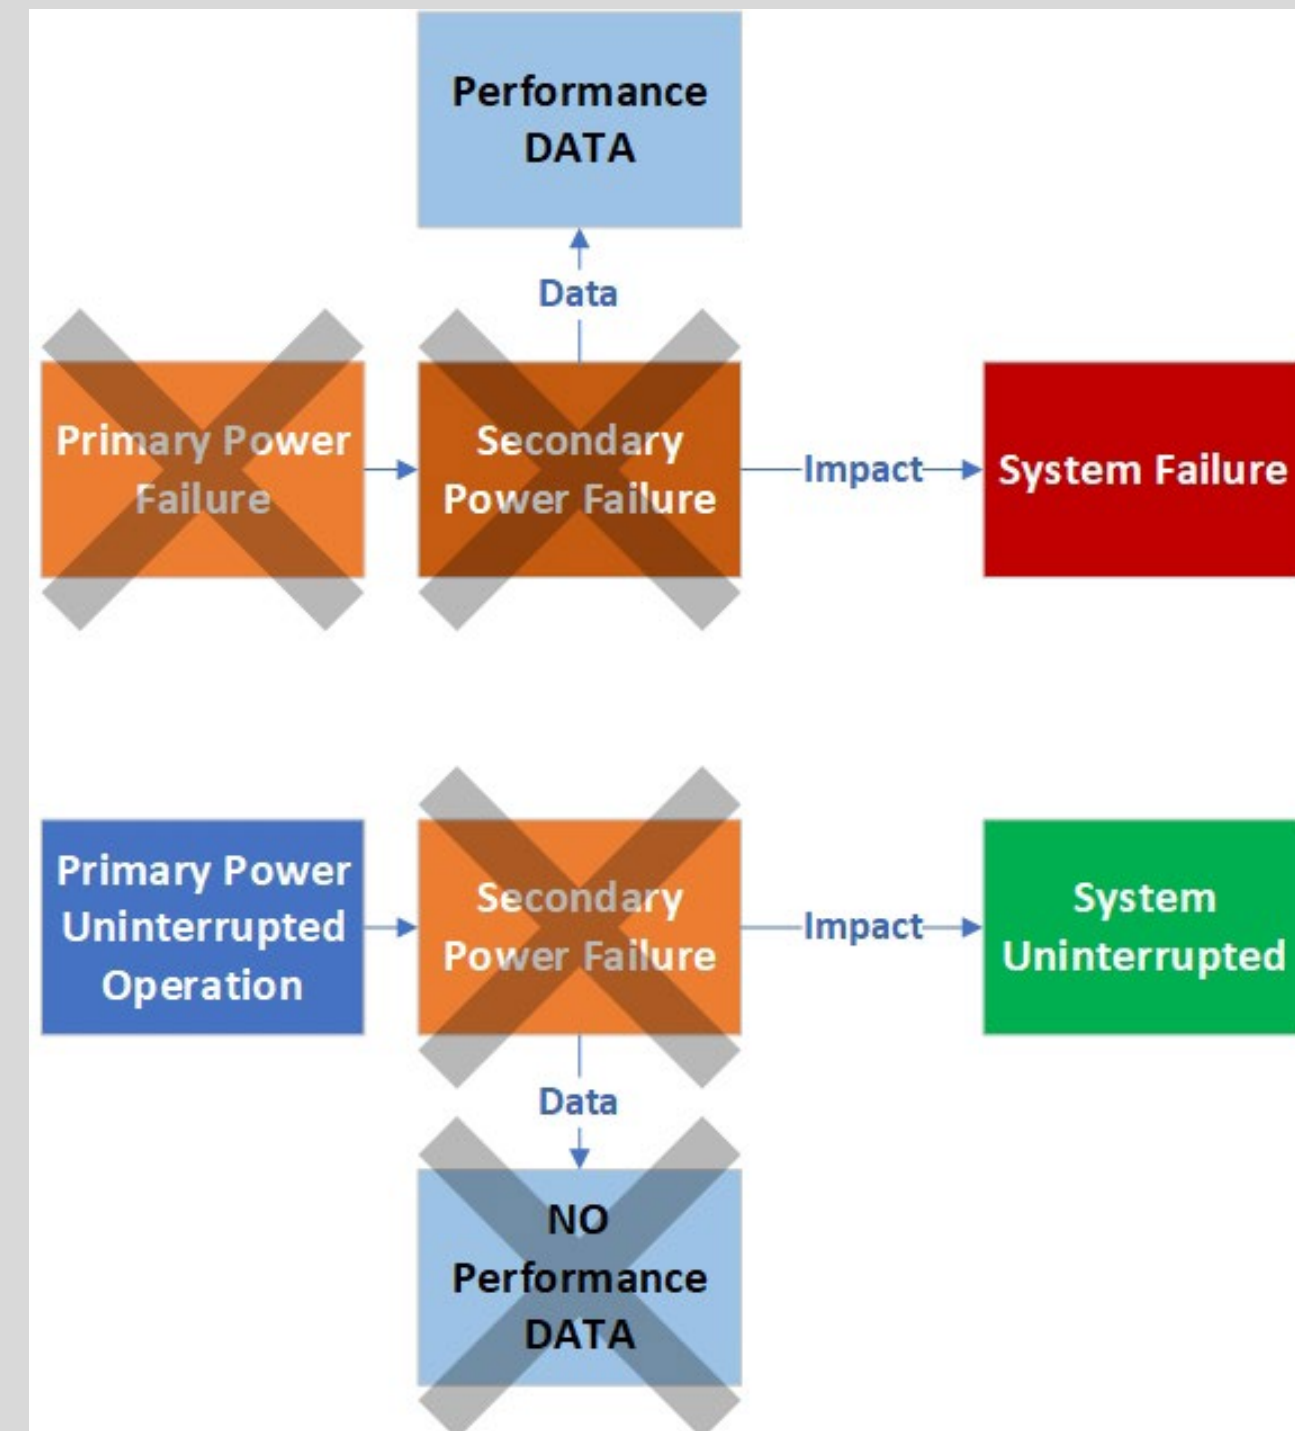 Performance
DATA
Data
Primary Power
Failure
Secondary
Power Failure
Impact
System Failure
Primary Power
Uninterrupted
Operation
Secondary
Power Failure
Impact
System
Uninterrupted
Data
NO
Performance
DATA